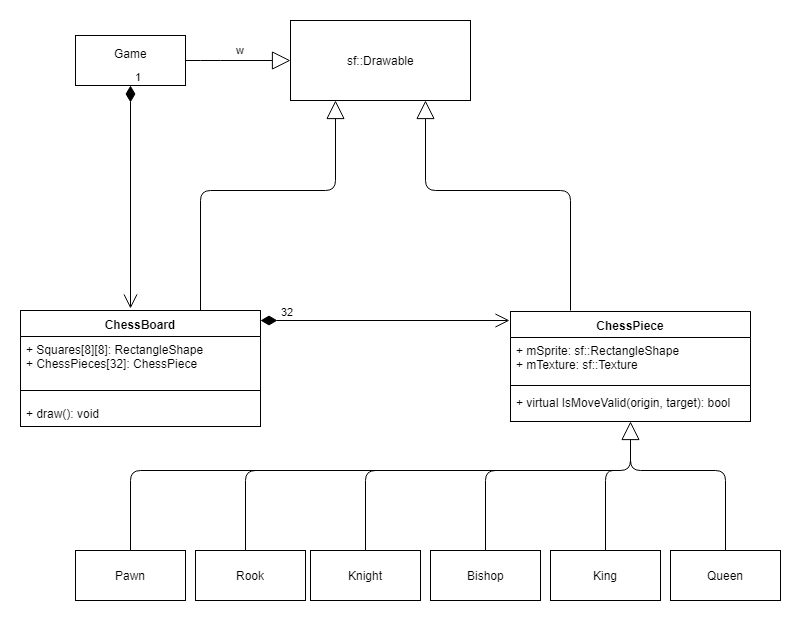 Game
w
sf::Drawable
1
ChessBoard
+ Squares[8][8]: RectangleShape
+ ChessPieces[32]: ChessPiece
+ draw(): void
32
ChessPiece
+ mSprite: sf::RectangleShape
+ mTexture: sf::Texture
+ virtual IsMoveValid(origin, target): bool
Pawn
Rook
Knight
Bishop
King
Queen